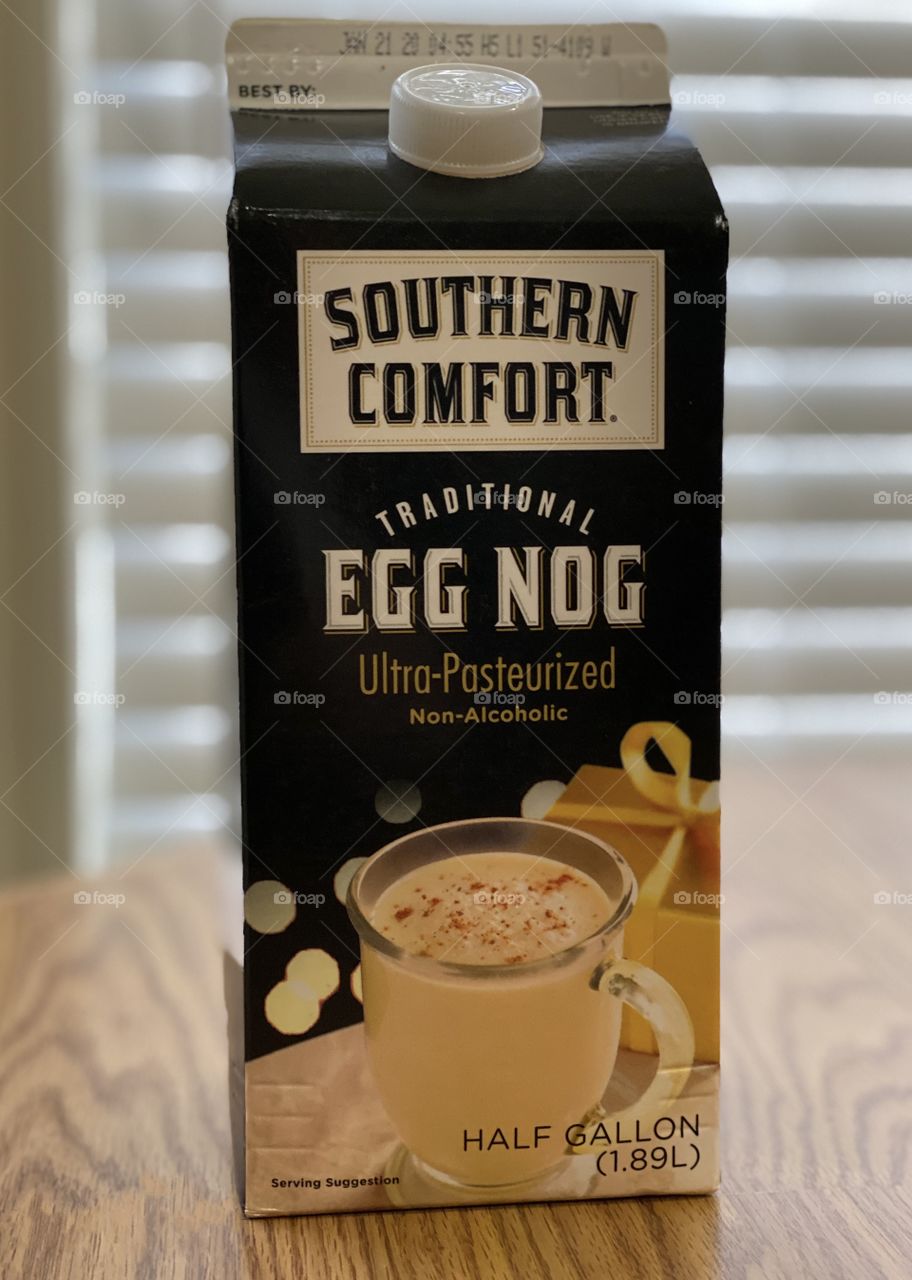 JAN 21 20 04:55 H5 L1 51-4109 W
BEST BY:
SOUTHERN
COMFORT®
TRADITIONAL
EGG NOG
Ultra-Pasteurized
Non-Alcoholic
HALF GALLON
(1.89L)
Serving Suggestion
foap